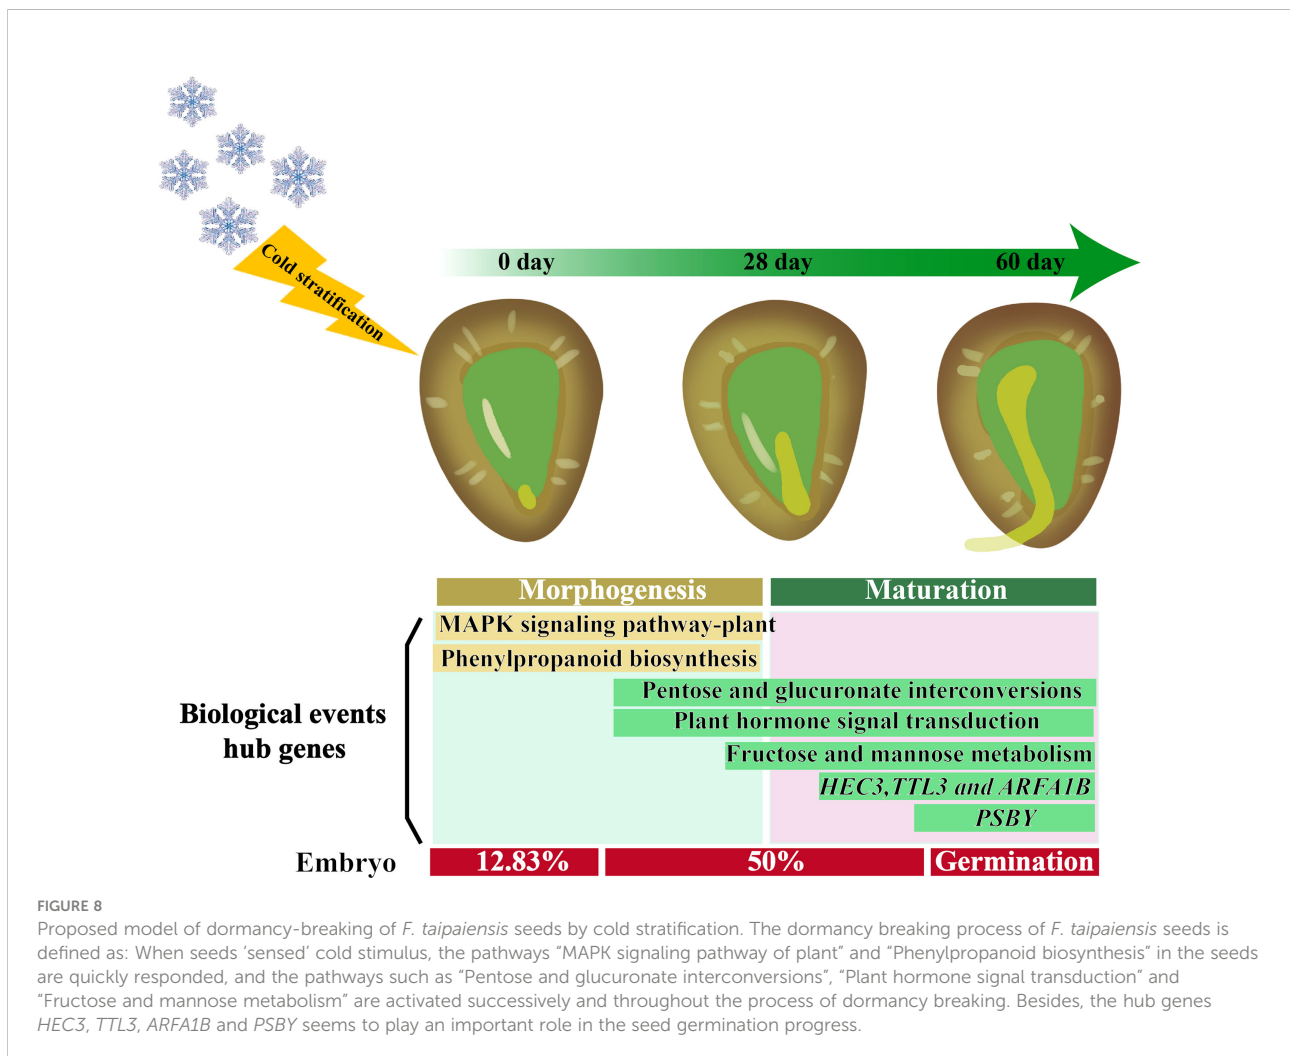 Cold stratification
0 day
28 day
60 day
Morphogenesis
Maturation
MAPK signaling pathway-plant
Phenylpropanoid biosynthesis
Pentose and glucuronate interconversions
Plant hormone signal transduction
Fructose and mannose metabolism
HEC3,TTL3 and ARFA1B
PSBY
Biological events
hub genes
Embryo
12.83%
50%
Germination
FIGURE 8
Proposed model of dormancy-breaking of F. taipaiensis seeds by cold stratification. The dormancy breaking process of F. taipaiensis seeds is
defined as: When seeds ‘sensed’ cold stimulus, the pathways “MAPK signaling pathway of plant” and “Phenylpropanoid biosynthesis” in the seeds
are quickly responded, and the pathways such as “Pentose and glucuronate interconversions”, “Plant hormone signal transduction” and
“Fructose and mannose metabolism” are activated successively and throughout the process of dormancy breaking. Besides, the hub genes
HEC3, TTL3, ARFA1B and PSBY seems to play an important role in the seed germination progress.